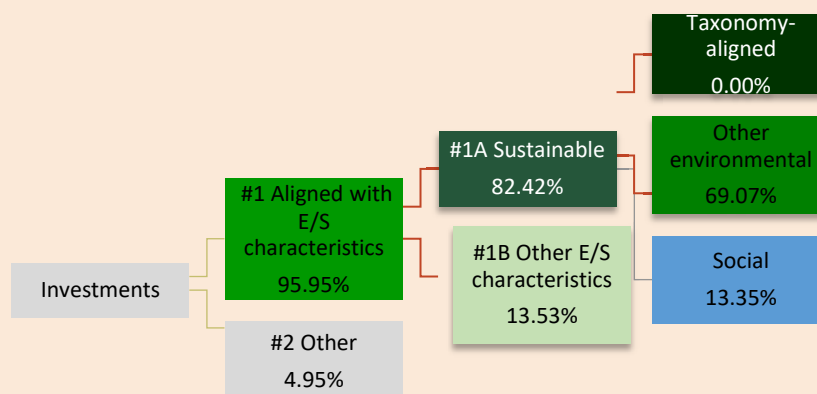 Taxonomy-
aligned
0.00%
#1A Sustainable
82.42%
Other
environmental
69.07%
#1 Aligned with
E/S
characteristics
95.95%
#1B Other E/S
characteristics
13.53%
Social
13.35%
Investments
#2 Other
4.95%